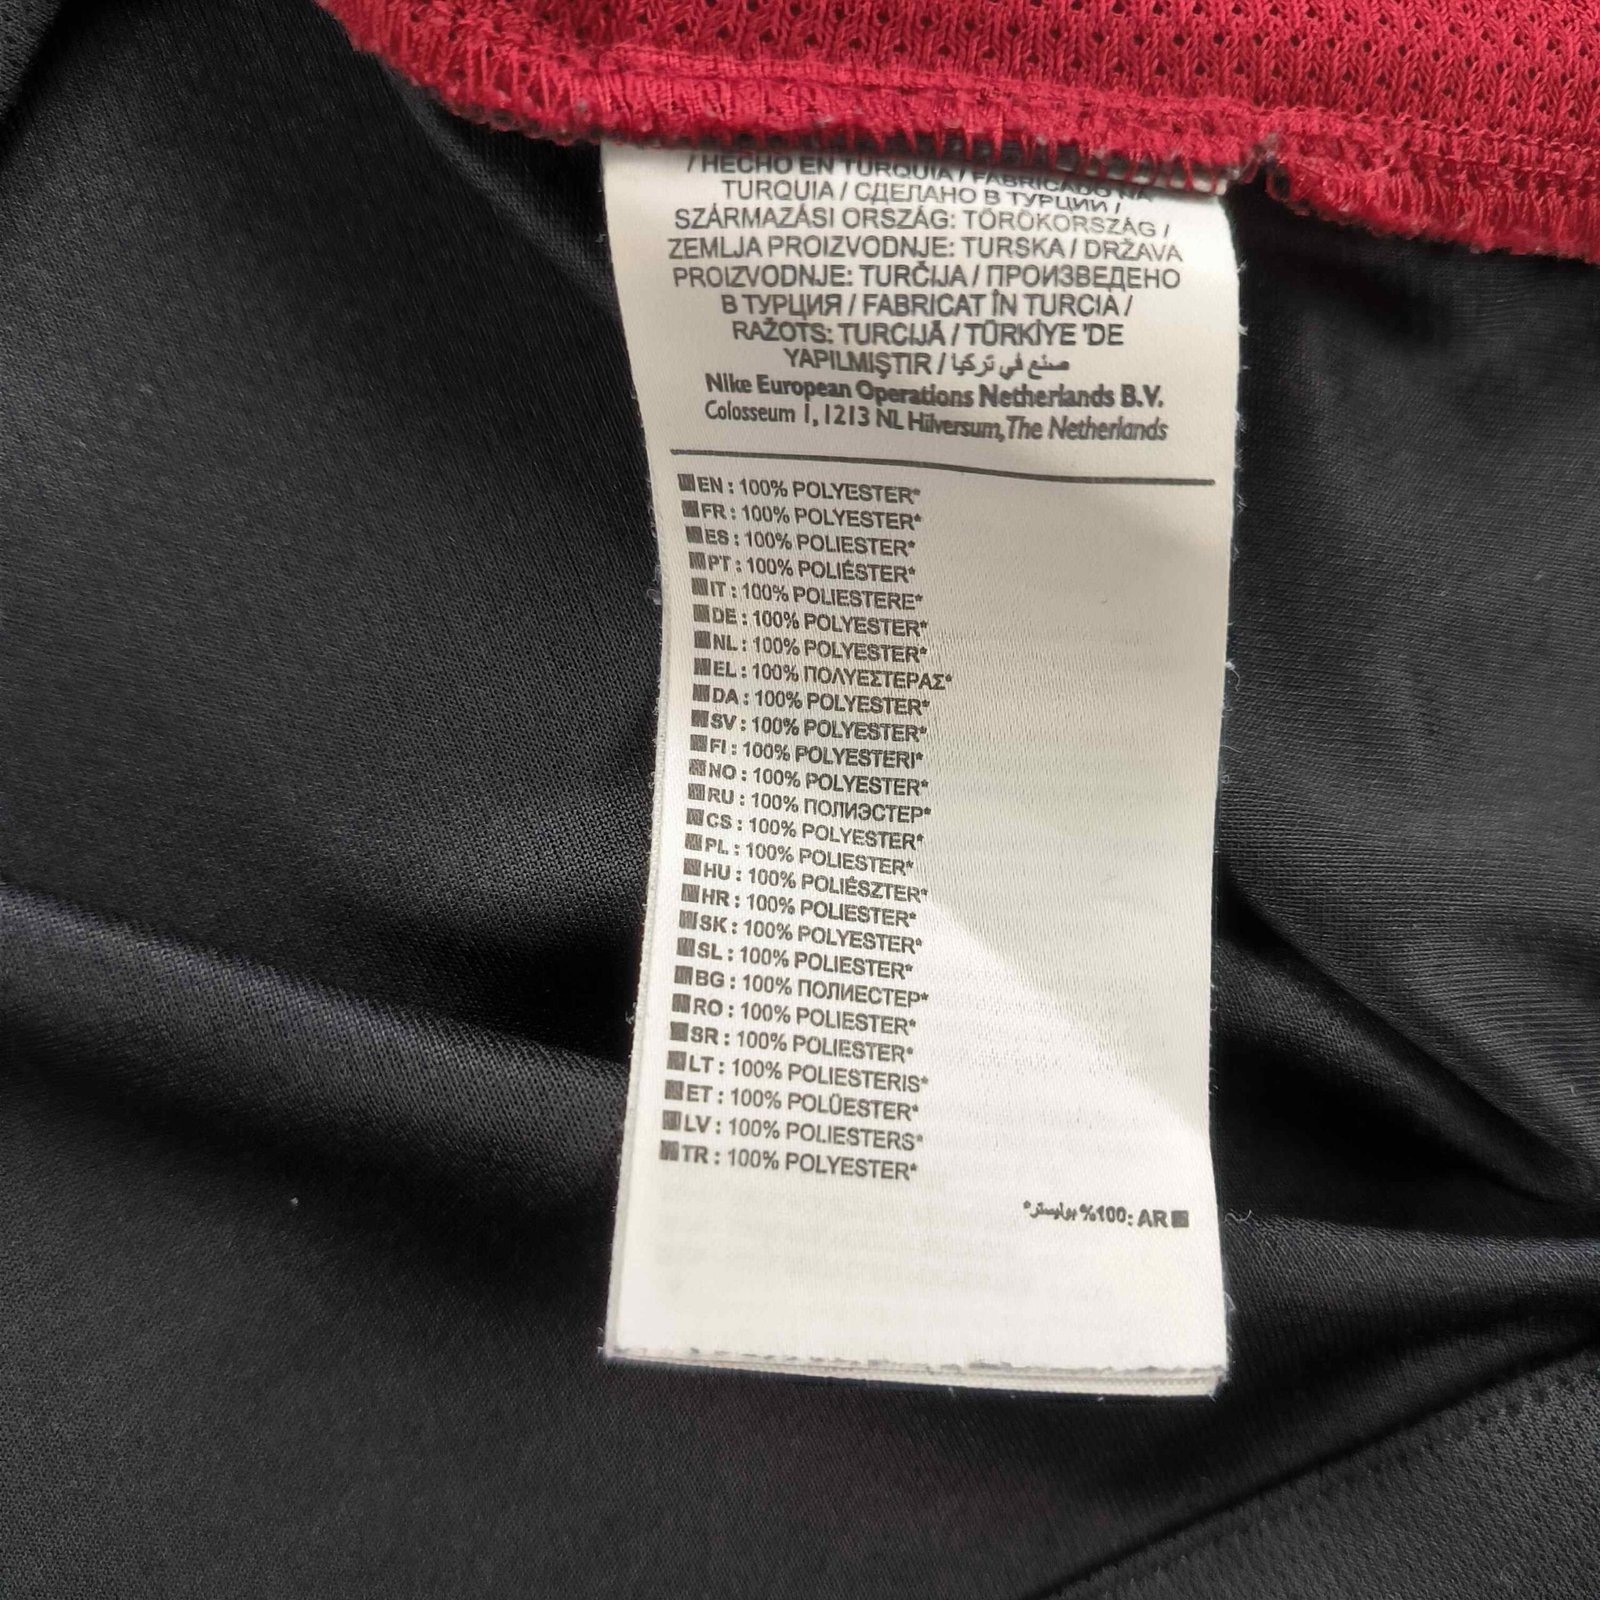 / HECHO EN TURQUIA / FABRICADO NA
TURQUIA / СДЕЛАНО В ТУРЦИИ /
SZÁRMAZÁSI ORSZÁG: TÖRÖKORSZÁG /
ZEMLJA PROIZVODNJE: TURSKA / DRŽAVA
PROIZVODNJE: TURČIJA / ПРОИЗВЕДЕНО
В ТУРЦИЯ / FABRICAT ÎN TURCIA /
RAŽOTS: TURCIJĀ / TÜRKİYE 'DE
YAPILMIŞTIR / صنع في تركيا
Nike European Operations Netherlands B.V.
Colosseum 1, 1213 NL Hilversum, The Netherlands
EN : 100% POLYESTER*
FR : 100% POLYESTER*
ES : 100% POLIESTER*
PT : 100% POLIÉSTER*
IT : 100% POLIESTERE*
DE : 100% POLYESTER*
NL : 100% POLYESTER*
EL : 100% ΠΟΛΥΕΣΤΕΡΑΣ*
DA : 100% POLYESTER*
SV : 100% POLYESTER*
FI : 100% POLYESTERI*
NO : 100% POLYESTER*
RU : 100% ПОЛИЭСТЕР*
CS : 100% POLYESTER*
PL : 100% POLIESTER*
HU : 100% POLIÉSZTER*
HR : 100% POLIESTER*
SK : 100% POLYESTER*
SL : 100% POLIESTER*
BG : 100% ПОЛИЕСТЕР*
RO : 100% POLIESTER*
SR : 100% POLIESTER*
LT : 100% POLIESTERIS*
ET : 100% POLÜESTER*
LV : 100% POLIESTERS*
TR : 100% POLYESTER*
*بوليستر %100: AR